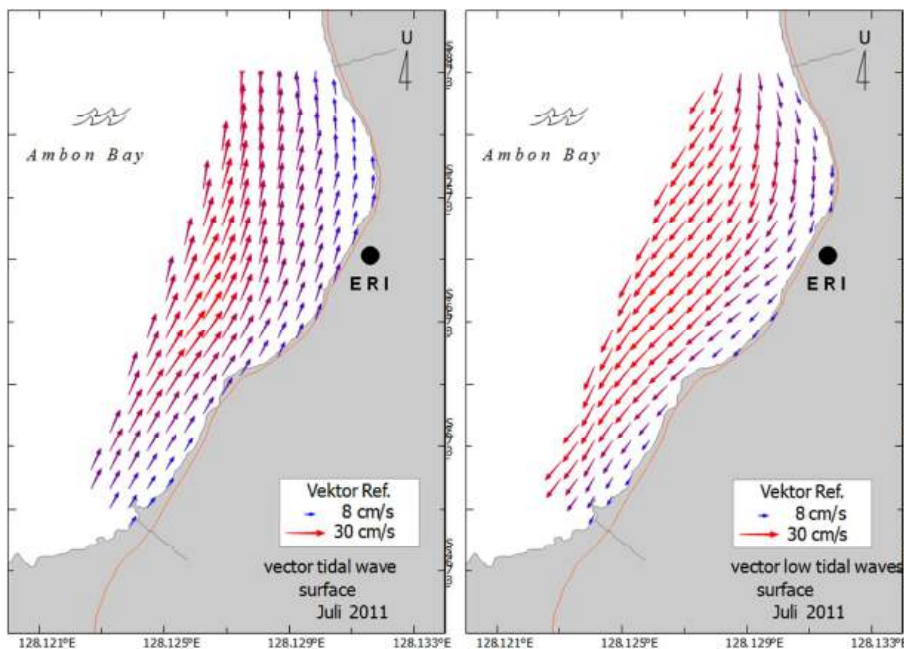 U
Ambon Bay
ERI
Vektor Ref.
8 cm/s
30 cm/s
vector tidal wave
surface
Juli 2011
128.121°E
128.125°E
128.129°E
128.133°E
U
Ambon Bay
ERI
Vektor Ref.
8 cm/s
30 cm/s
vector low tidal waves
surface
Juli 2011
128.121°E
128.125°E
128.129°E
128.133°E